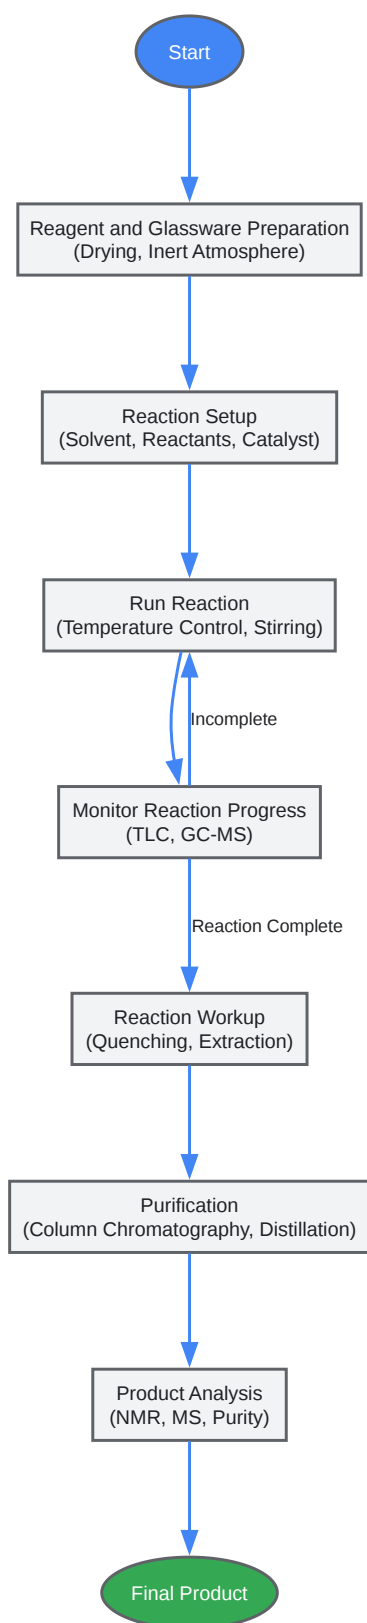 Start
Reagent and Glassware Preparation
(Drying, Inert Atmosphere)
Reaction Setup
(Solvent, Reactants, Catalyst)
Run Reaction
(Temperature Control, Stirring)
Incomplete
Monitor Reaction Progress
(TLC, GC-MS)
Reaction Complete
Reaction Workup
(Quenching, Extraction)
Purification
(Column Chromatography, Distillation)
Product Analysis
(NMR, MS, Purity)
Final Product